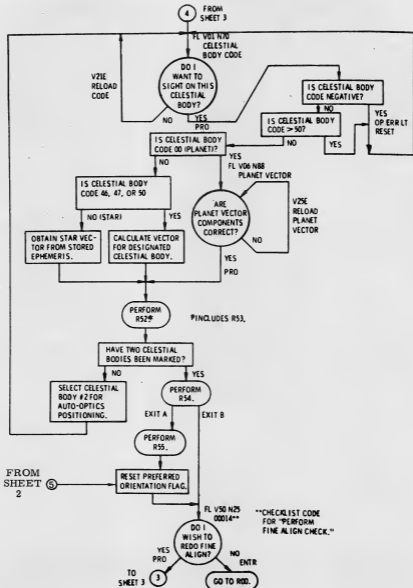 4
FROM
SHEET 3
FL V01 N70
CELESTIAL
BODY CODE
V21E
RELOAD
CODE
DO I
WANT TO
SIGHT ON THIS
CELESTIAL
BODY?
NO
YES
PRO
IS CELESTIAL BODY
CODE NEGATIVE?
NO
YES
OP ERR LT
RESET
IS CELESTIAL BODY
CODE >50?
NO
YES
IS CELESTIAL BODY
CODE 00 (PLANET)?
NO
YES
FL V06 N88
PLANET VECTOR
IS CELESTIAL BODY
CODE 46, 47, OR 50
NO (STAR)
YES
ARE
PLANET VECTOR
COMPONENTS
CORRECT?
NO
V25E
RELOAD
PLANET
VECTOR
OBTAIN STAR VEC-
TOR FROM STORED
EPHEMERIS.
CALCULATE VECTOR
FOR DESIGNATED
CELESTIAL BODY.
YES
PRO
PERFORM
R52*
*INCLUDES R53.
HAVE TWO CELESTIAL
BODIES BEEN MARKED?
NO
YES
SELECT CELESTIAL
BODY #2 FOR
AUTO-OPTICS
POSITIONING.
PERFORM
R54.
EXIT A
EXIT B
PERFORM
R55.
FROM
SHEET 5
2
RESET PREFERRED
ORIENTATION FLAG.
FL V50 N25
00014**
**CHECKLIST CODE
FOR "PERFORM
FINE ALIGN CHECK."
DO I
WISH TO
REDO FINE
ALIGN?
YES
PRO
NO
ENTR
TO
SHEET 3
3
GO TO R00.